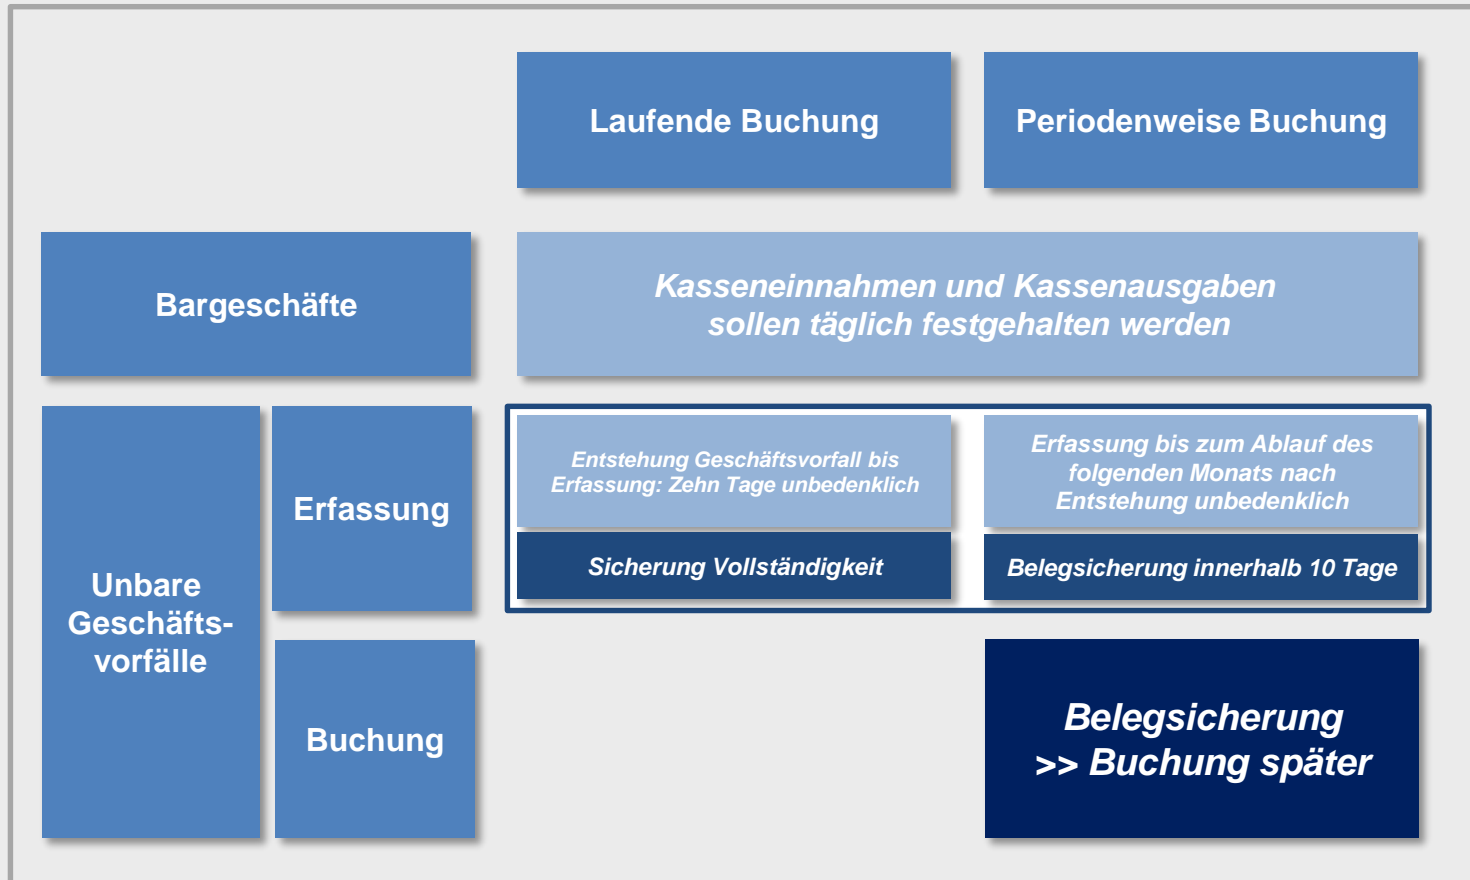 Laufende Buchung
Periodenweise Buchung
Bargeschäfte
Kasseneinnahmen und Kassenausgaben
sollen täglich festgehalten werden
Unbare
Geschäfts-
vorfälle
Erfassung
Entstehung Geschäftsvorfall bis
Erfassung: Zehn Tage unbedenklich
Erfassung bis zum Ablauf des
folgenden Monats nach
Entstehung unbedenklich
Sicherung Vollständigkeit
Belegsicherung innerhalb 10 Tage
Buchung
Belegsicherung
>> Buchung später